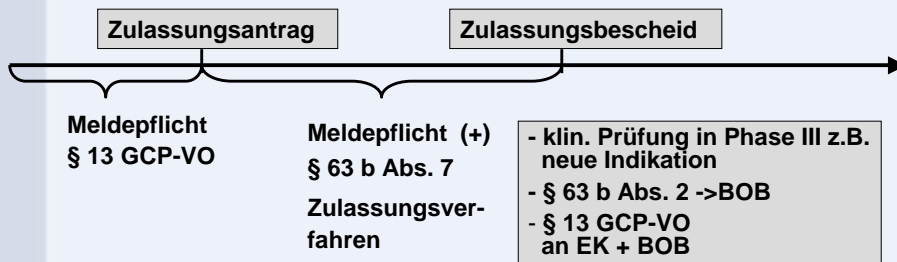 Zulassungsantrag
Zulassungsbescheid
Meldepflicht
§ 13 GCP-VO
Meldepflicht (+)
§ 63 b Abs. 7
Zulassungsver-
fahren
- klin. Prüfung in Phase III z.B.
neue Indikation
- § 63 b Abs. 2 ->BOB
- § 13 GCP-VO
an EK + BOB